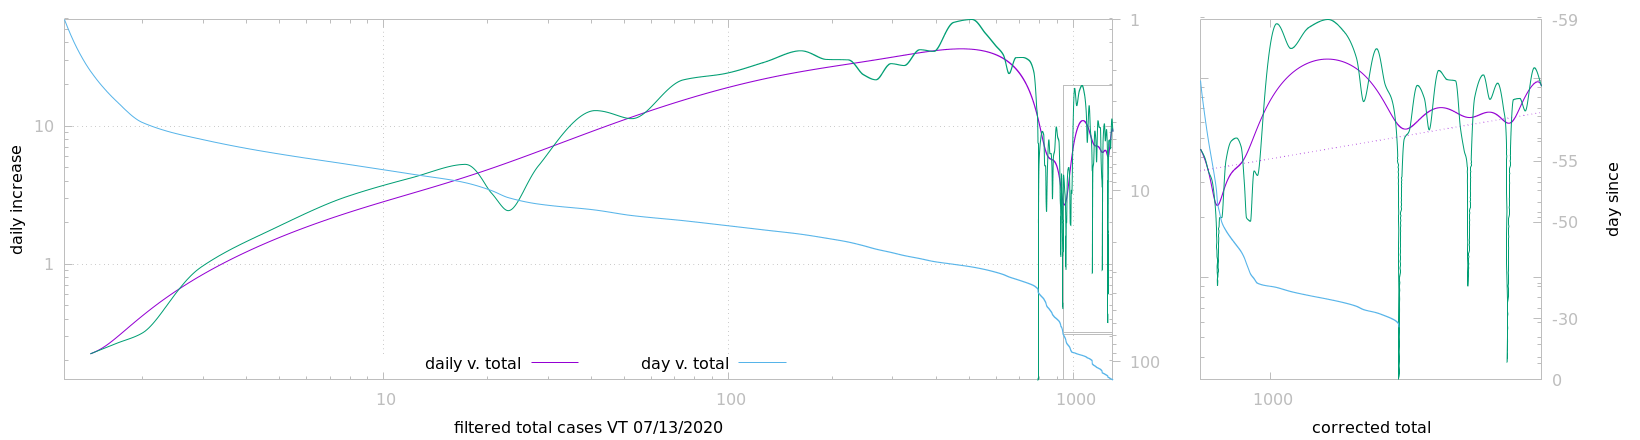 daily increase
10
1
1
10
100
daily v. total
day v. total
10
100
1000
filtered total cases VT 07/13/2020
-59
-55
-50
-30
0
day since
1000
corrected total